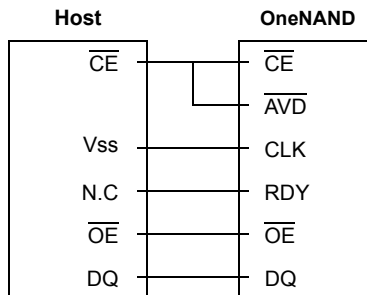 Host OneNAND
CE CE
AVD
Vss CLK
N.C RDY
OE OE
DQ DQ